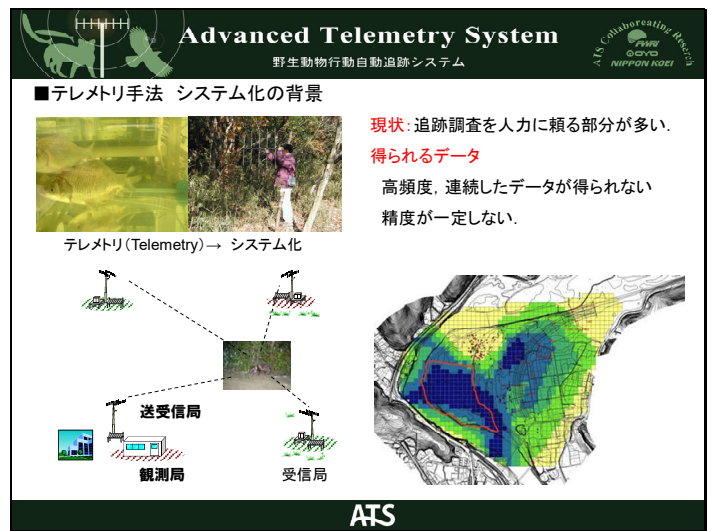 Advanced Telemetry System
野生動物行動自動追跡システム
ATS Collaboreating Research
PWRI
OYO
NIPPON KOEI
■テレメトリ手法 システム化の背景
現状：追跡調査を人力に頼る部分が多い．
得られるデータ
高頻度，連続したデータが得られない
精度が一定しない．
テレメトリ（Telemetry）→ システム化
送受信局
観測局
受信局
ATS